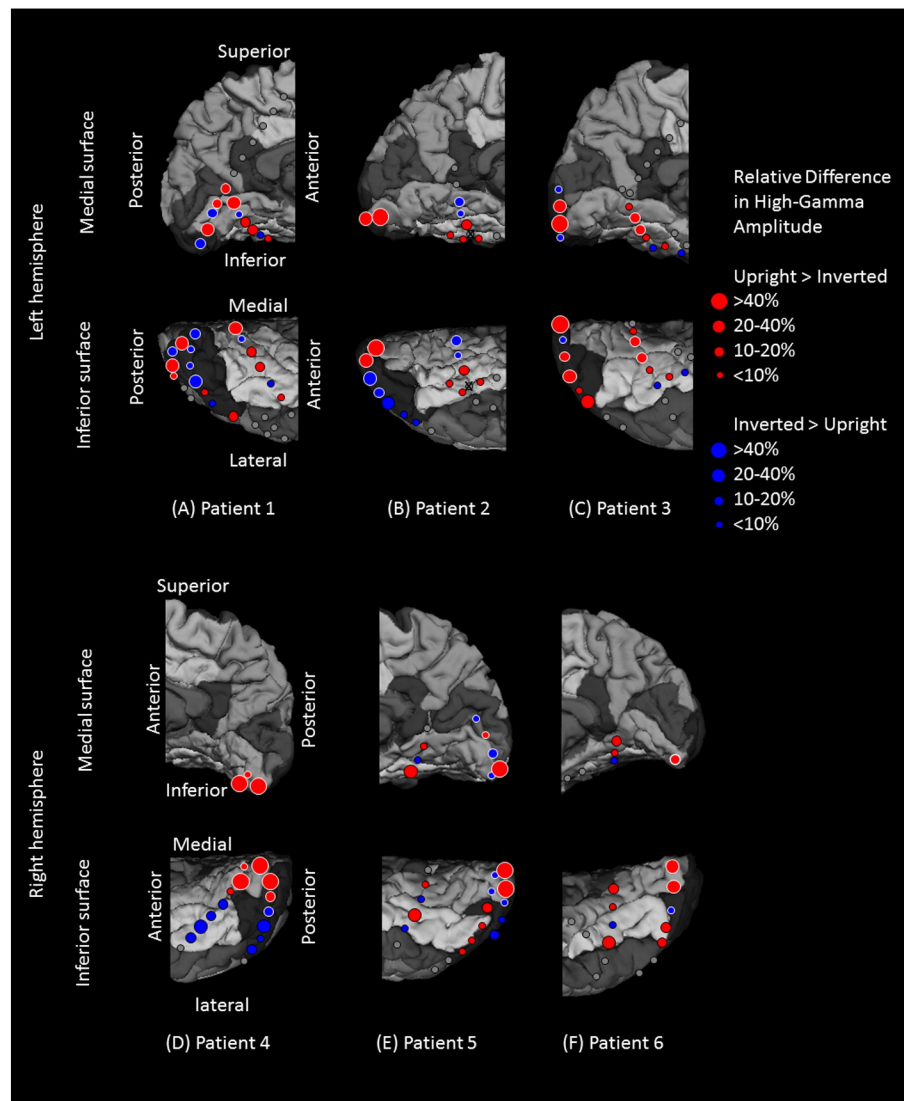 Superior
Medial surface
Posterior
Anterior
Inferior
Left hemisphere
Medial
Inferior surface
Posterior
Anterior
Lateral
(A) Patient 1
(B) Patient 2
(C) Patient 3
Relative Difference
in High-Gamma
Amplitude
Upright > Inverted
>40%
20-40%
10-20%
<10%
Inverted > Upright
>40%
20-40%
10-20%
<10%
Superior
Medial surface
Anterior
Posterior
Inferior
Right hemisphere
Medial
Inferior surface
Anterior
Posterior
lateral
(D) Patient 4
(E) Patient 5
(F) Patient 6